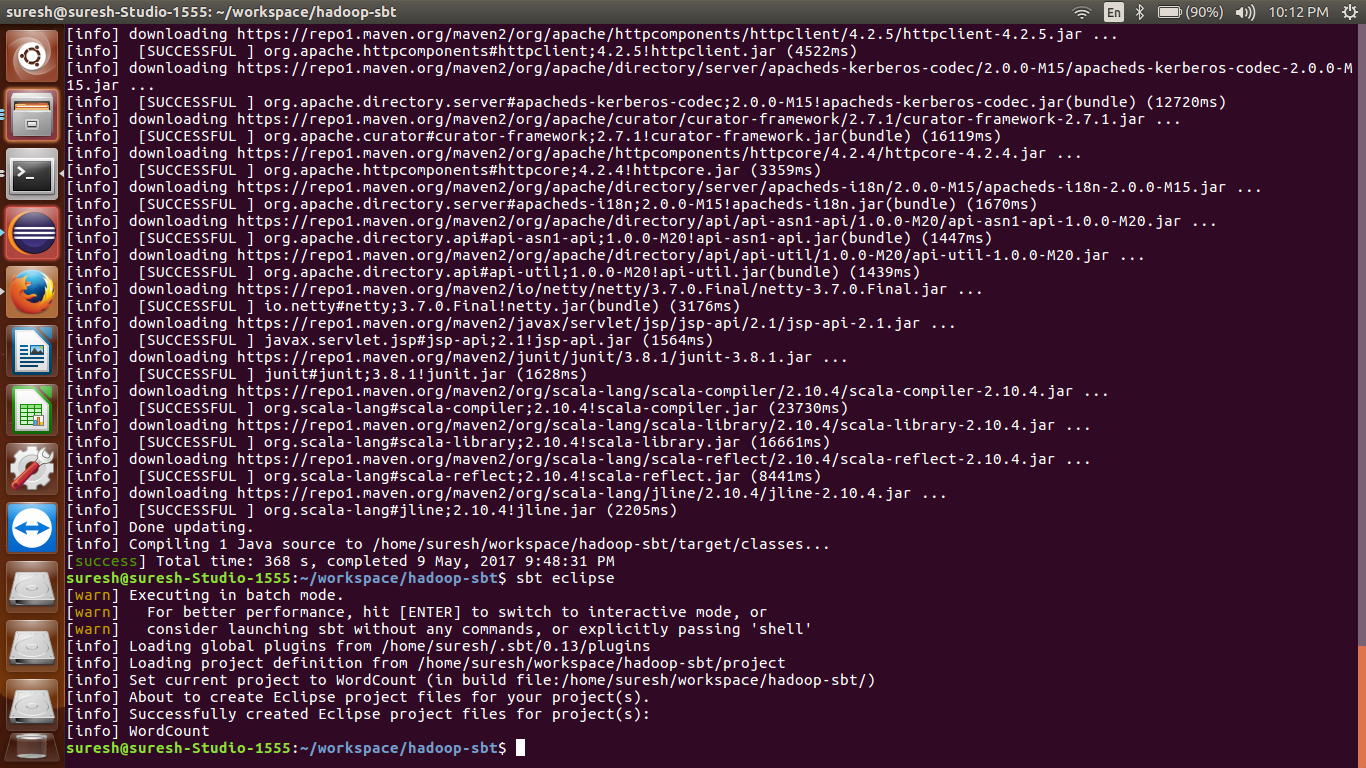 suresh@suresh-Studio-1555: ~/workspace/hadoop-sbt En (90%) 10:12 PM
[info] downloading https://repo1.maven.org/maven2/org/apache/httpcomponents/httpclient/4.2.5/httpclient-4.2.5.jar ...
[info]  [SUCCESSFUL ] org.apache.httpcomponents#httpclient;4.2.5!httpclient.jar (4522ms)
[info] downloading https://repo1.maven.org/maven2/org/apache/directory/server/apacheds-kerberos-codec/2.0.0-M15/apacheds-kerberos-codec-2.0.0-M
15.jar ...
[info]  [SUCCESSFUL ] org.apache.directory.server#apacheds-kerberos-codec;2.0.0-M15!apacheds-kerberos-codec.jar(bundle) (12720ms)
[info] downloading https://repo1.maven.org/maven2/org/apache/curator/curator-framework/2.7.1/curator-framework-2.7.1.jar ...
[info]  [SUCCESSFUL ] org.apache.curator#curator-framework;2.7.1!curator-framework.jar(bundle) (16119ms)
[info] downloading https://repo1.maven.org/maven2/org/apache/httpcomponents/httpcore/4.2.4/httpcore-4.2.4.jar ...
[info]  [SUCCESSFUL ] org.apache.httpcomponents#httpcore;4.2.4!httpcore.jar (3359ms)
[info] downloading https://repo1.maven.org/maven2/org/apache/directory/server/apacheds-i18n/2.0.0-M15/apacheds-i18n-2.0.0-M15.jar ...
[info]  [SUCCESSFUL ] org.apache.directory.server#apacheds-i18n;2.0.0-M15!apacheds-i18n.jar(bundle) (1670ms)
[info] downloading https://repo1.maven.org/maven2/org/apache/directory/api/api-asn1-api/1.0.0-M20/api-asn1-api-1.0.0-M20.jar ...
[info]  [SUCCESSFUL ] org.apache.directory.api#api-asn1-api;1.0.0-M20!api-asn1-api.jar(bundle) (1447ms)
[info] downloading https://repo1.maven.org/maven2/org/apache/directory/api/api-util/1.0.0-M20/api-util-1.0.0-M20.jar ...
[info]  [SUCCESSFUL ] org.apache.directory.api#api-util;1.0.0-M20!api-util.jar(bundle) (1439ms)
[info] downloading https://repo1.maven.org/maven2/io/netty/netty/3.7.0.Final/netty-3.7.0.Final.jar ...
[info]  [SUCCESSFUL ] io.netty#netty;3.7.0.Final!netty.jar(bundle) (3176ms)
[info] downloading https://repo1.maven.org/maven2/javax/servlet/jsp/jsp-api/2.1/jsp-api-2.1.jar ...
[info]  [SUCCESSFUL ] javax.servlet.jsp#jsp-api;2.1!jsp-api.jar (1564ms)
[info] downloading https://repo1.maven.org/maven2/junit/junit/3.8.1/junit-3.8.1.jar ...
[info]  [SUCCESSFUL ] junit#junit;3.8.1!junit.jar (1628ms)
[info] downloading https://repo1.maven.org/maven2/org/scala-lang/scala-compiler/2.10.4/scala-compiler-2.10.4.jar ...
[info]  [SUCCESSFUL ] org.scala-lang#scala-compiler;2.10.4!scala-compiler.jar (23730ms)
[info] downloading https://repo1.maven.org/maven2/org/scala-lang/scala-library/2.10.4/scala-library-2.10.4.jar ...
[info]  [SUCCESSFUL ] org.scala-lang#scala-library;2.10.4!scala-library.jar (16661ms)
[info] downloading https://repo1.maven.org/maven2/org/scala-lang/scala-reflect/2.10.4/scala-reflect-2.10.4.jar ...
[info]  [SUCCESSFUL ] org.scala-lang#scala-reflect;2.10.4!scala-reflect.jar (8441ms)
[info] downloading https://repo1.maven.org/maven2/org/scala-lang/jline/2.10.4/jline-2.10.4.jar ...
[info]  [SUCCESSFUL ] org.scala-lang#jline;2.10.4!jline.jar (2205ms)
[info] Done updating.
[info] Compiling 1 Java source to /home/suresh/workspace/hadoop-sbt/target/classes...
[success] Total time: 368 s, completed 9 May, 2017 9:48:31 PM
suresh@suresh-Studio-1555:~/workspace/hadoop-sbt$ sbt eclipse
[warn] Executing in batch mode.
[warn]   For better performance, hit [ENTER] to switch to interactive mode, or
[warn]   consider launching sbt without any commands, or explicitly passing 'shell'
[info] Loading global plugins from /home/suresh/.sbt/0.13/plugins
[info] Loading project definition from /home/suresh/workspace/hadoop-sbt/project
[info] Set current project to WordCount (in build file:/home/suresh/workspace/hadoop-sbt/)
[info] About to create Eclipse project files for your project(s).
[info] Successfully created Eclipse project files for project(s):
[info] WordCount
suresh@suresh-Studio-1555:~/workspace/hadoop-sbt$